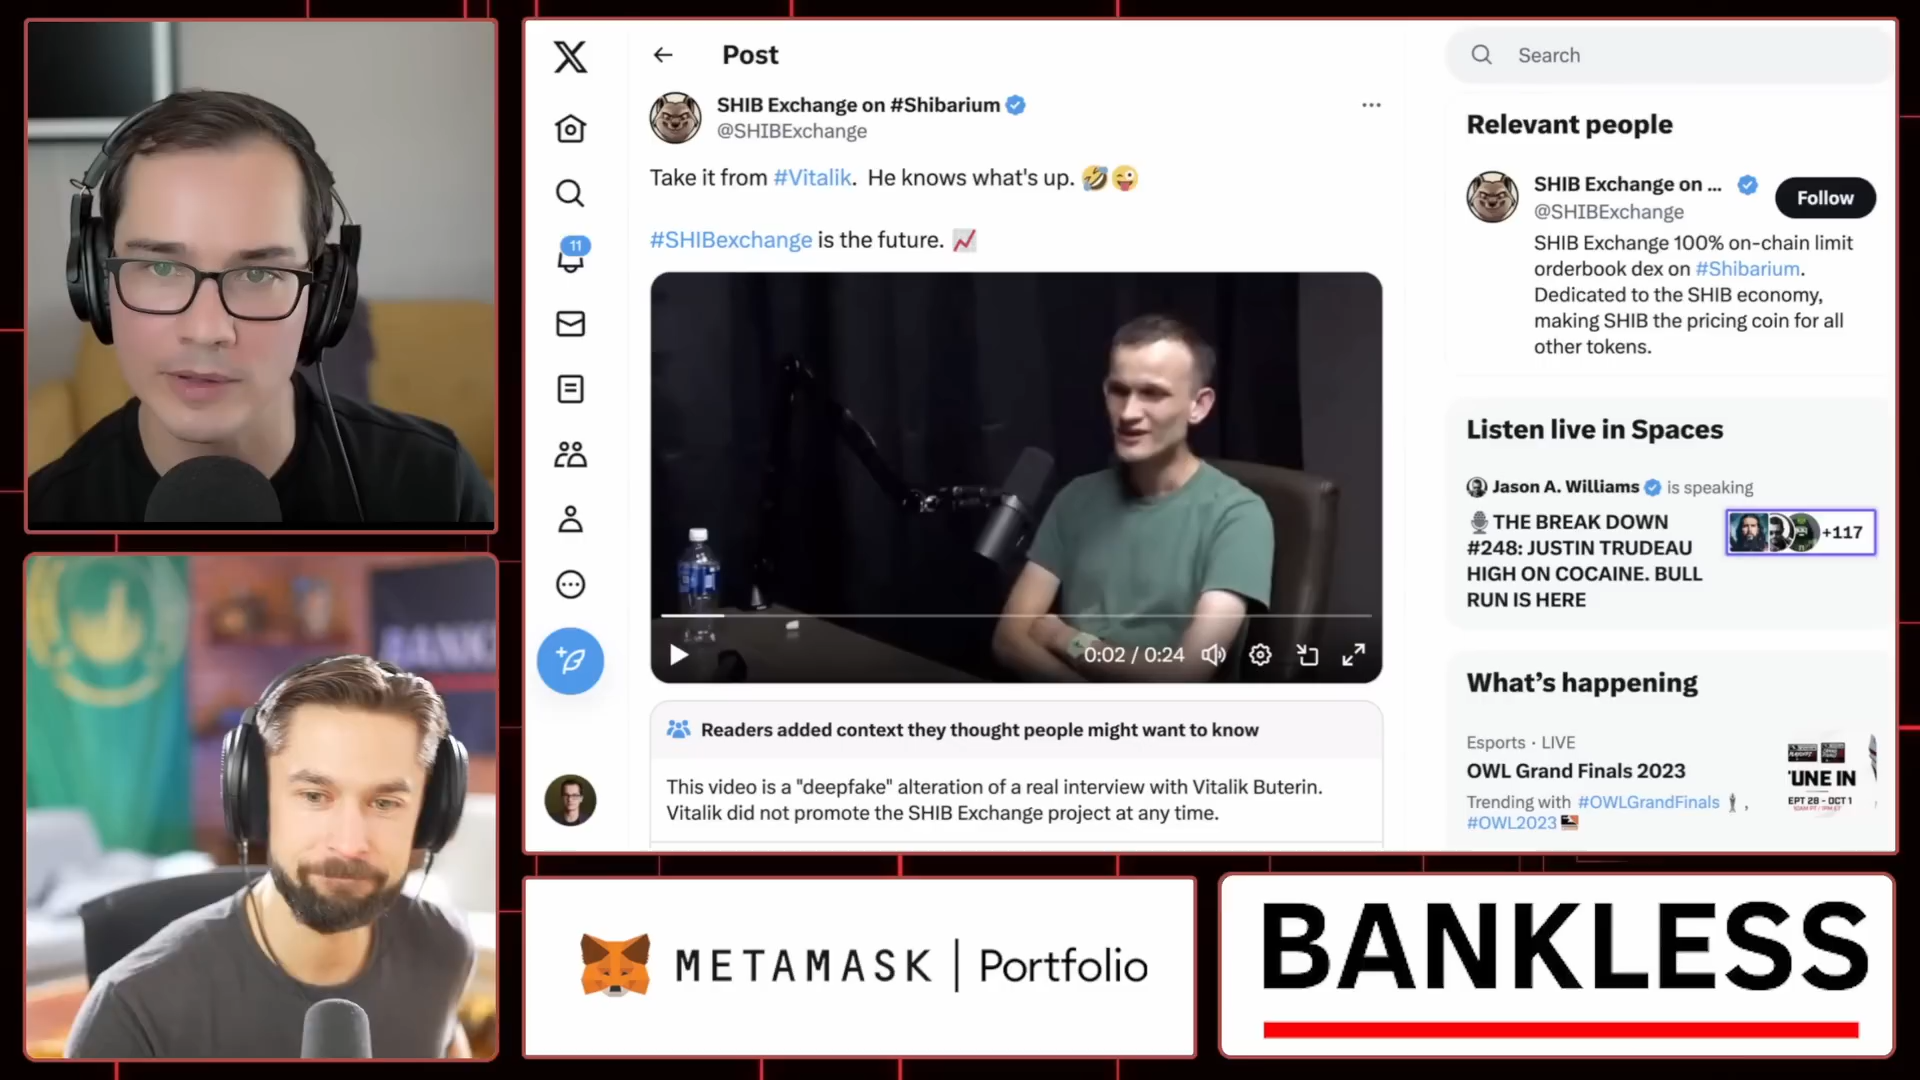 Post
SHIB Exchange on #Shibarium
@SHIBExchange
Take it from #Vitalik. He knows what's up. 🤣😜
#SHIBexchange is the future. 📈
11
0:02 / 0:24
Readers added context they thought people might want to know
This video is a "deepfake" alteration of a real interview with Vitalik Buterin.
Vitalik did not promote the SHIB Exchange project at any time.
Search
Relevant people
SHIB Exchange on ...
@SHIBExchange
Follow
SHIB Exchange 100% on-chain limit
orderbook dex on #Shibarium.
Dedicated to the SHIB economy,
making SHIB the pricing coin for all
other tokens.
Listen live in Spaces
Jason A. Williams is speaking
🎙️THE BREAK DOWN
#248: JUSTIN TRUDEAU
HIGH ON COCAINE. BULL
RUN IS HERE
+117
What's happening
Esports · LIVE
OWL Grand Finals 2023
Trending with #OWLGrandFinals ,
#OWL2023
TUNE IN
EPT 28 - OCT 1
METAMASK | Portfolio
BANKLESS